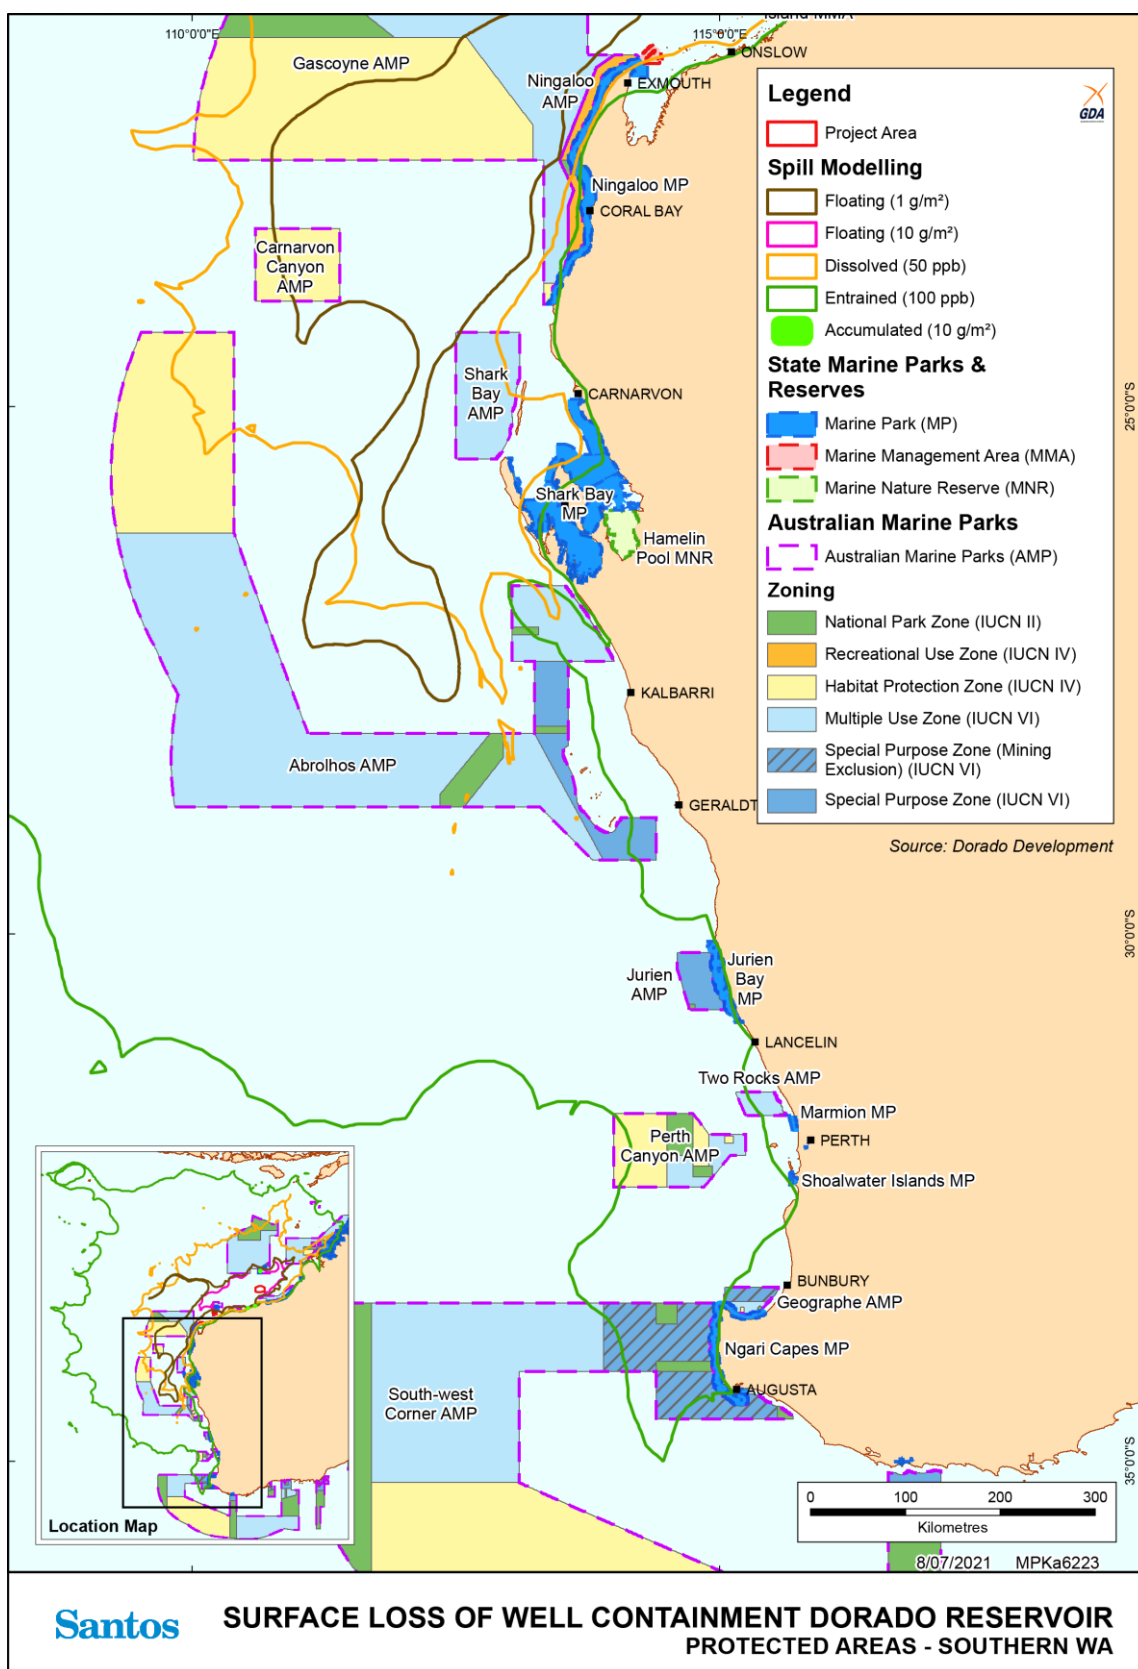 Island MMA
110°0'0"E
115°0'0"E
ONSLOW
Gascoyne AMP
Ningaloo
AMP
EXMOUTH
Ningaloo MP
CORAL BAY
Carnarvon
Canyon
AMP
Shark
Bay
AMP
CARNARVON
25°0'0"S
Shark Bay
MP
Hamelin
Pool MNR
KALBARRI
Abrolhos AMP
GERALDT
30°0'0"S
Jurien
AMP
Jurien
Bay
MP
LANCELIN
Two Rocks AMP
Marmion MP
PERTH
Perth
Canyon AMP
Shoalwater Islands MP
BUNBURY
Geographe AMP
Ngari Capes MP
AUGUSTA
South-west
Corner AMP
35°0'0"S
Legend
GDA
Project Area
Spill Modelling
Floating (1 g/m²)
Floating (10 g/m²)
Dissolved (50 ppb)
Entrained (100 ppb)
Accumulated (10 g/m²)
State Marine Parks &
Reserves
Marine Park (MP)
Marine Management Area (MMA)
Marine Nature Reserve (MNR)
Australian Marine Parks
Australian Marine Parks (AMP)
Zoning
National Park Zone (IUCN II)
Recreational Use Zone (IUCN IV)
Habitat Protection Zone (IUCN IV)
Multiple Use Zone (IUCN VI)
Special Purpose Zone (Mining
Exclusion) (IUCN VI)
Special Purpose Zone (IUCN VI)
Source: Dorado Development
Location Map
0 100 200 300
Kilometres
8/07/2021 MPKa6223
Santos
SURFACE LOSS OF WELL CONTAINMENT DORADO RESERVOIR
PROTECTED AREAS - SOUTHERN WA